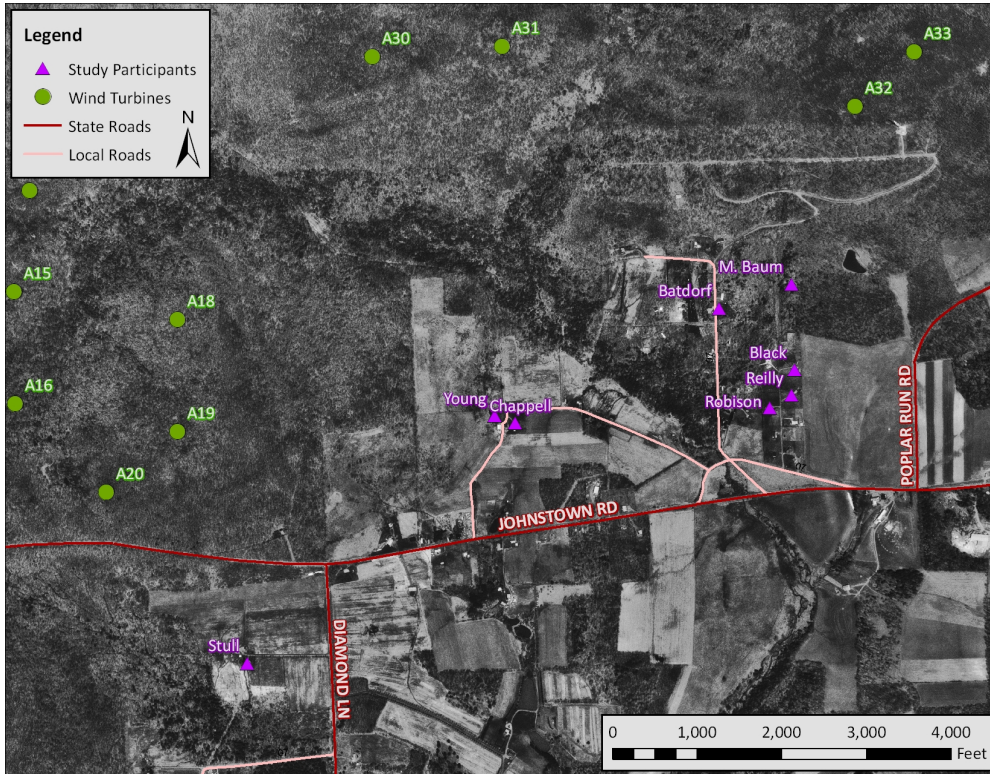 Legend
Study Participants
Wind Turbines
State Roads
Local Roads
N
A30
A31
A33
A32
A15
A18
A16
A19
A20
M. Baum
Batdorf
Black
Reilly
Robison
Young
Chappell
POPLAR RUN RD
JOHNSTOWN RD
DIAMOND LN
Stull
0 1,000 2,000 3,000 4,000
Feet